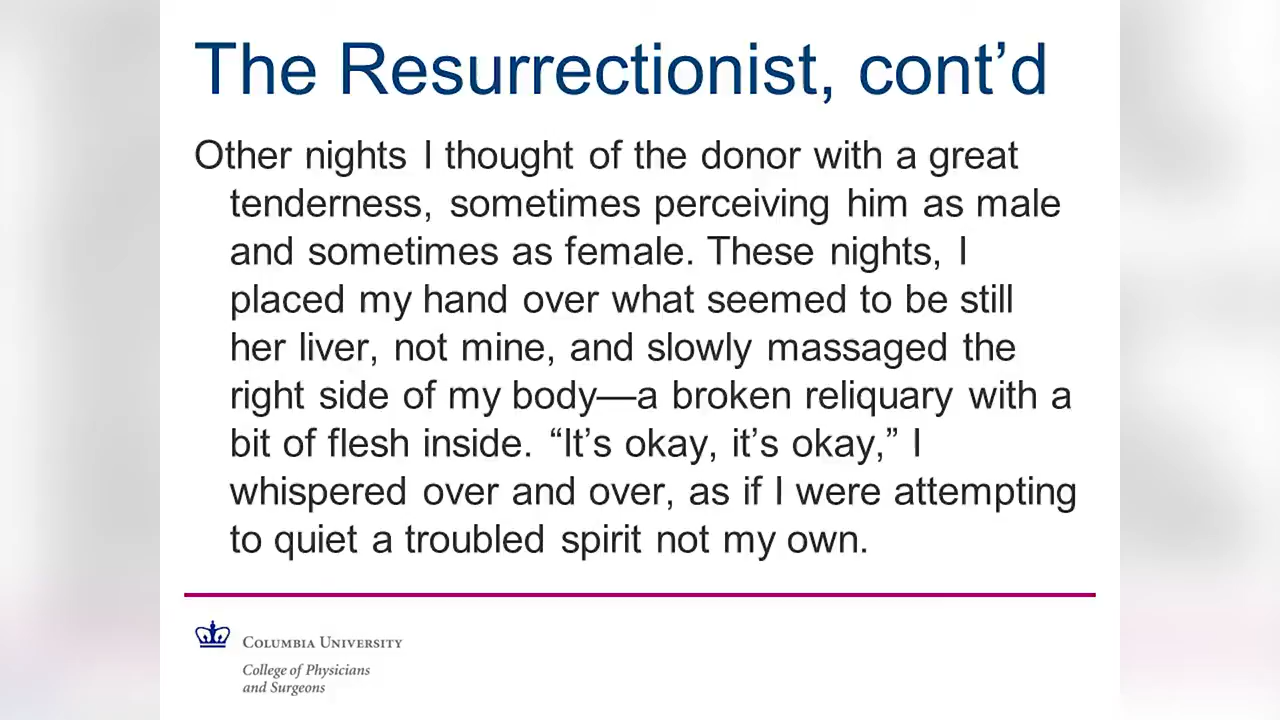 The Resurrectionist, cont’d
Other nights I thought of the donor with a great
tenderness, sometimes perceiving him as male
and sometimes as female. These nights, I
placed my hand over what seemed to be still
her liver, not mine, and slowly massaged the
right side of my body—a broken reliquary with a
bit of flesh inside. “It’s okay, it’s okay,” I
whispered over and over, as if I were attempting
to quiet a troubled spirit not my own.
Columbia University
College of Physicians
and Surgeons